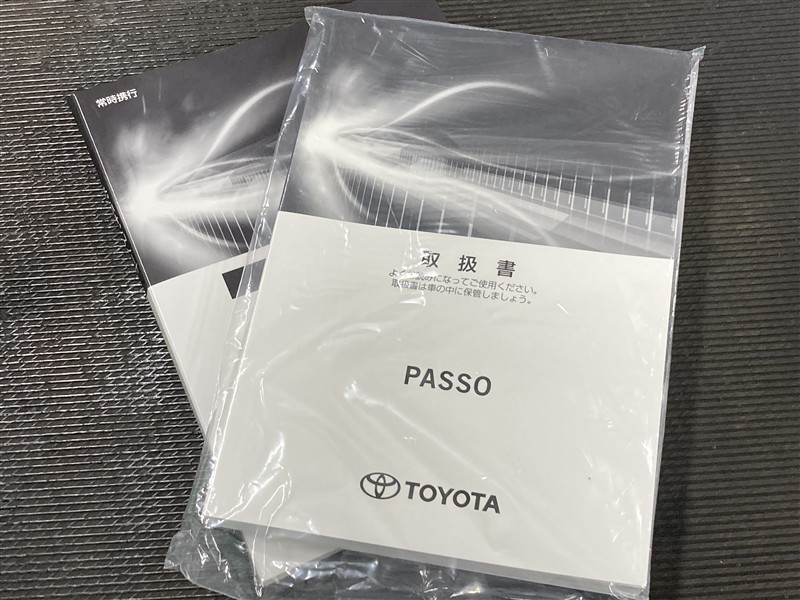 常時携行
取扱書
よくお読みになってご使用ください。
取扱書は車の中に保管しましょう。
PASSO
TOYOTA